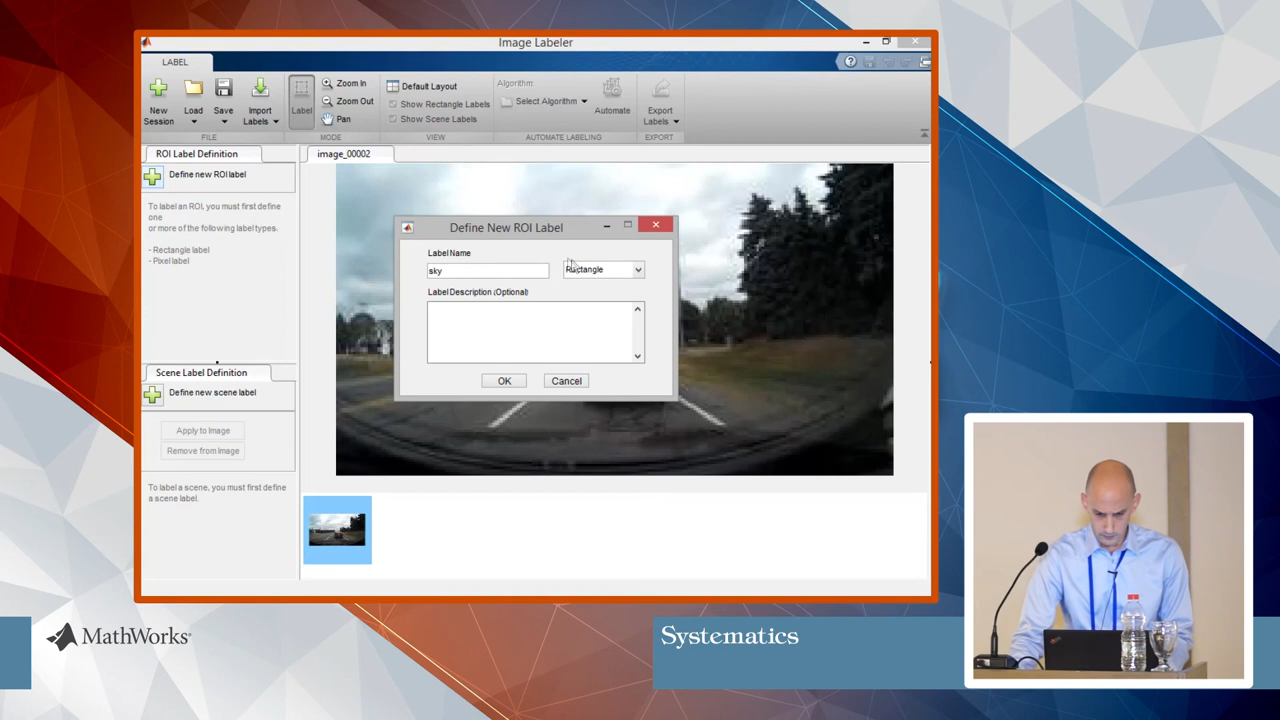 Image Labeler
LABEL
New Session
Load
Save
Import Labels
FILE
Label
Zoom In
Zoom Out
Pan
MODE
Default Layout
Show Rectangle Labels
Show Scene Labels
VIEW
Algorithm:
Select Algorithm
Automate
AUTOMATE LABELING
Export Labels
EXPORT
ROI Label Definition
Define new ROI label
To label an ROI, you must first define
one
or more of the following label types.
- Rectangle label
- Pixel label
Scene Label Definition
Define new scene label
Apply to Image
Remove from Image
To label a scene, you must first define
a scene label.
image_00002
Define New ROI Label
Label Name
sky
Rectangle
Label Description (Optional)
OK
Cancel
MathWorks
Systematics